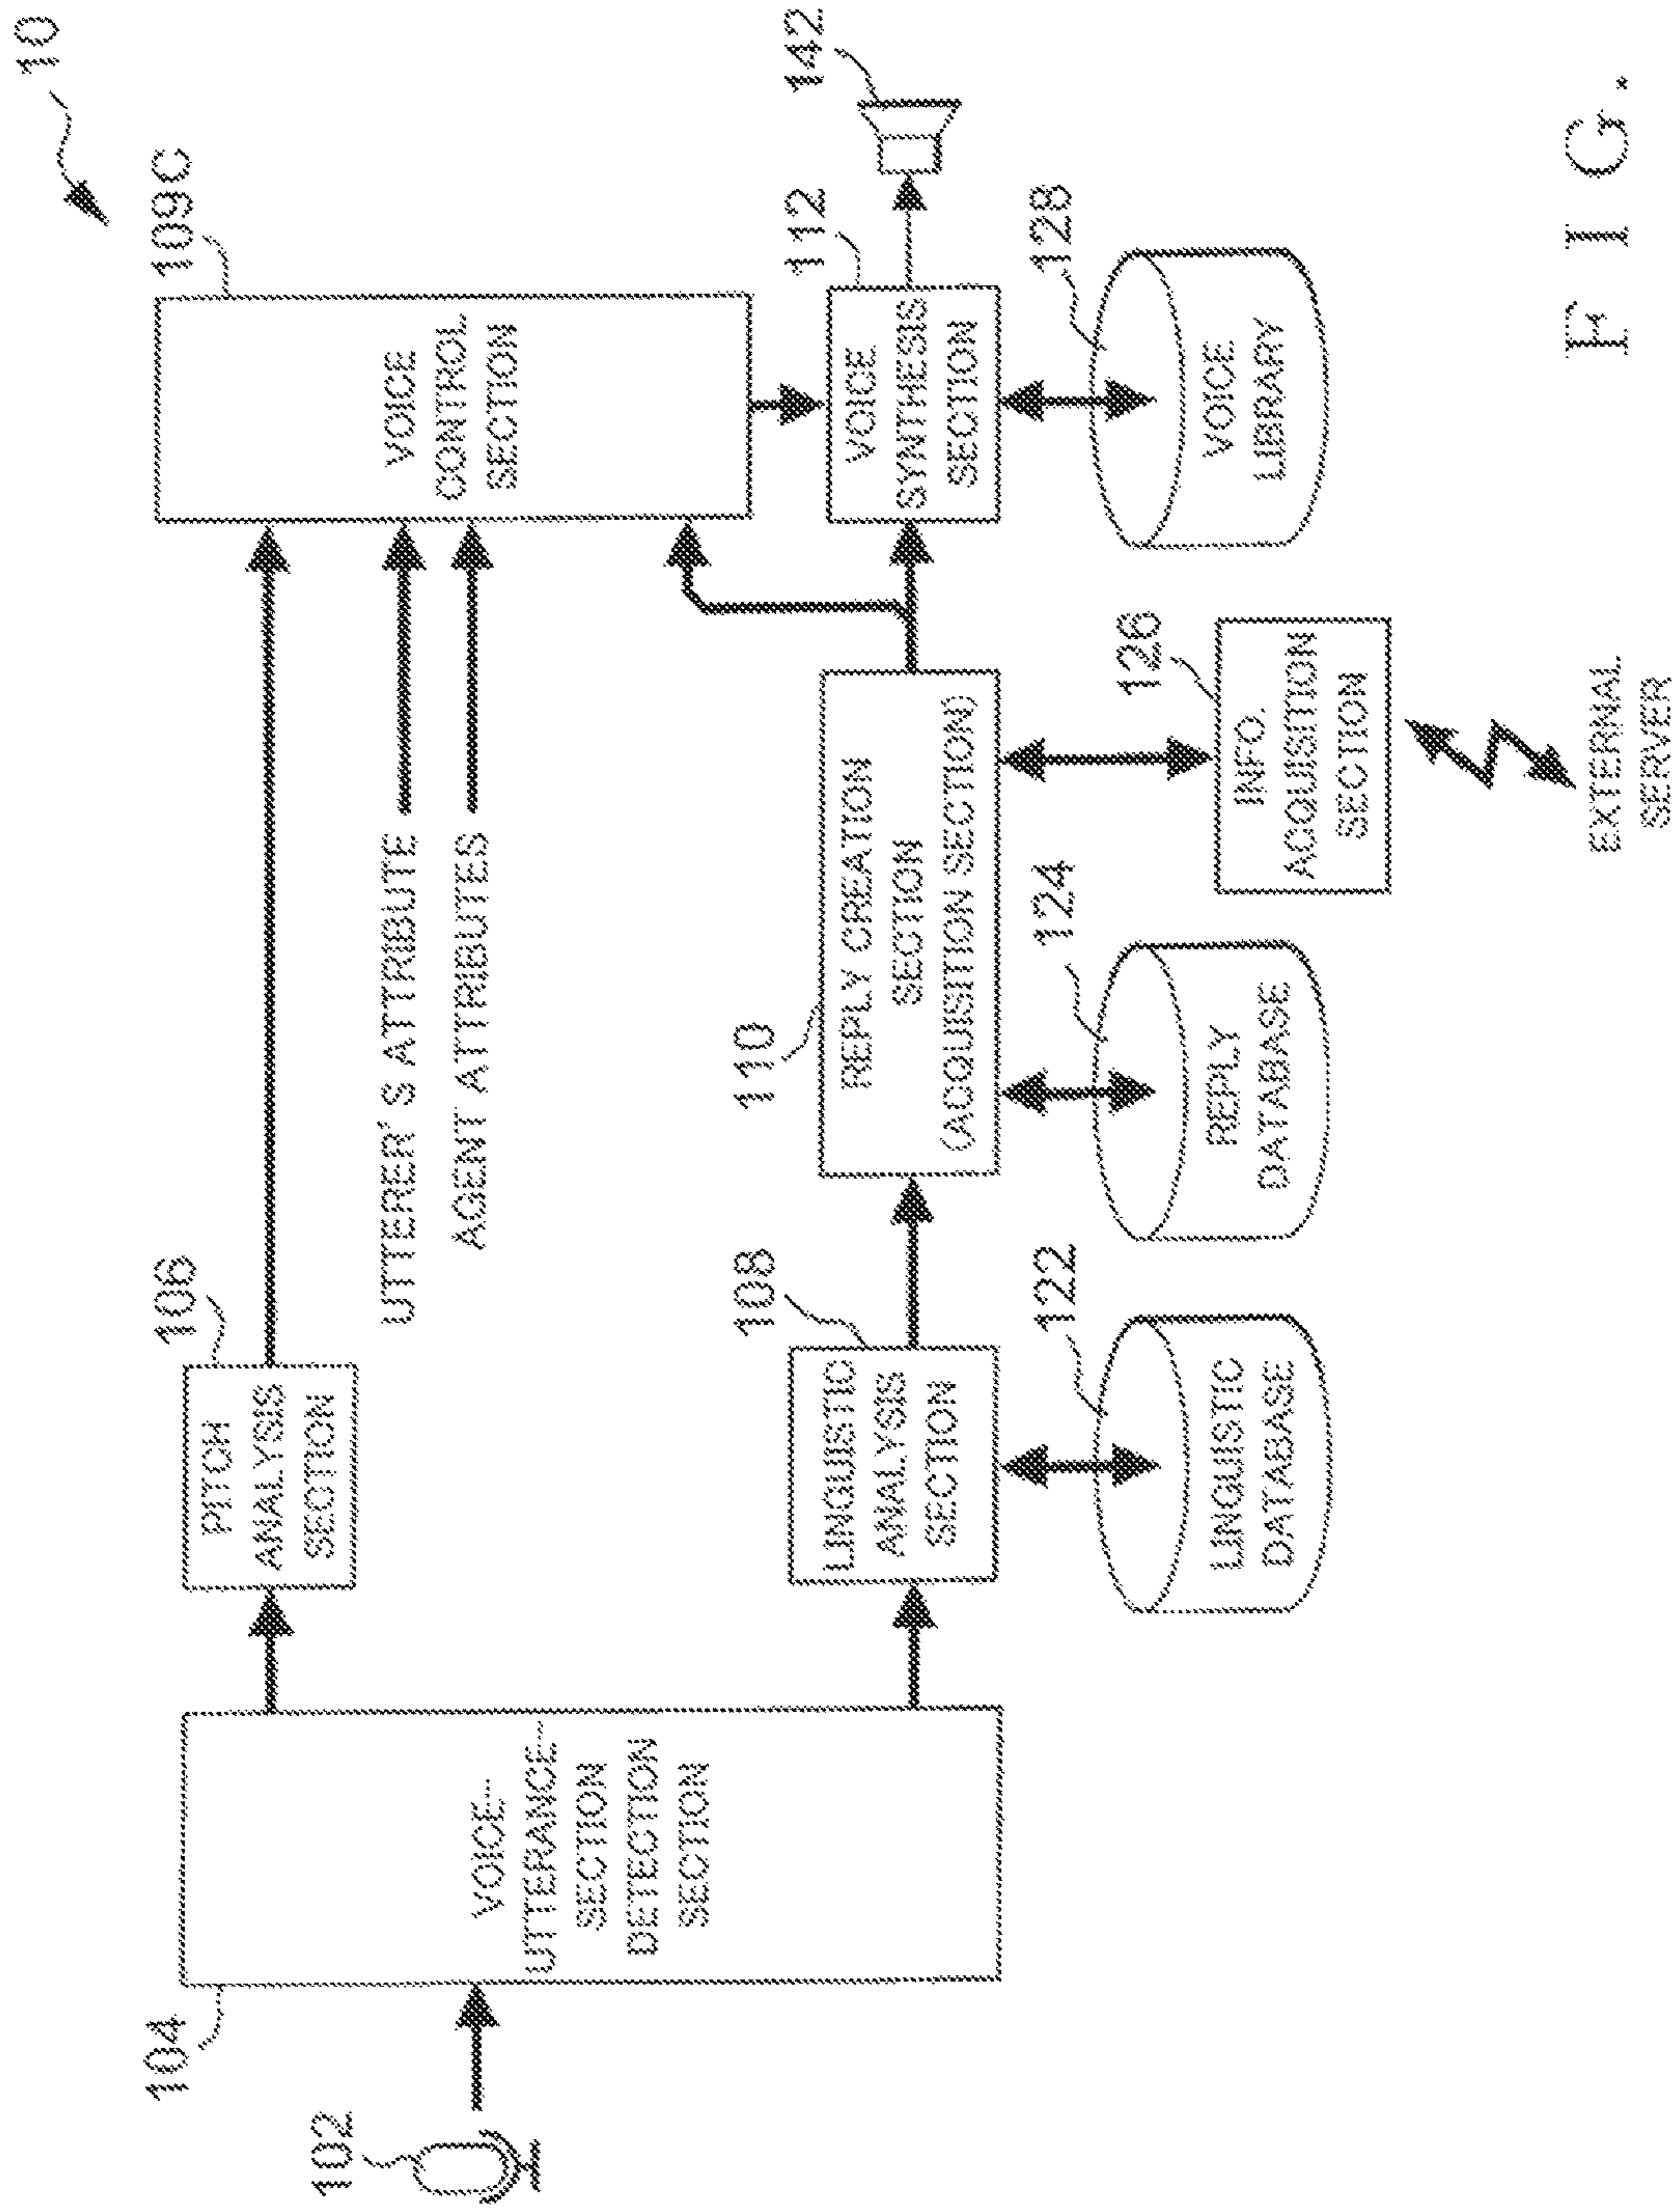 10
102
104
VOICE-
UTTERANCE-
SECTION
DETECTION
SECTION
106
PITCH
ANALYSIS
SECTION
UTTERER'S ATTRIBUTE
AGENT ATTRIBUTES
109C
VOICE
CONTROL
SECTION
108
LINGUISTIC
ANALYSIS
SECTION
110
REPLY CREATION
SECTION
(ACQUISITION SECTION)
112
VOICE
SYNTHESIS
SECTION
142
122
LINGUISTIC
DATABASE
124
REPLY
DATABASE
126
INFO.
ACQUISITION
SECTION
128
VOICE
LIBRARY
EXTERNAL
SERVER
FIG.